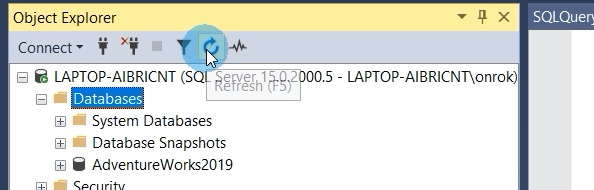 Object Explorer
SQLQuery
Connect
LAPTOP-AIBRICNT (SQL Server 15.0.2000.5 - LAPTOP-AIBRICNT\onrok)
Refresh (F5)
Databases
System Databases
Database Snapshots
AdventureWorks2019
Security